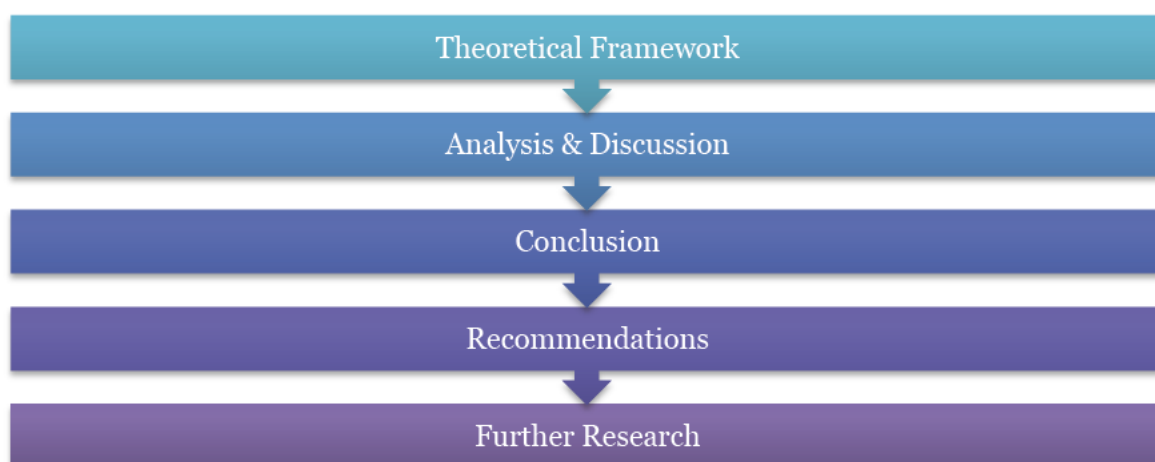 Theoretical Framework
Analysis & Discussion
Conclusion
Recommendations
Further Research